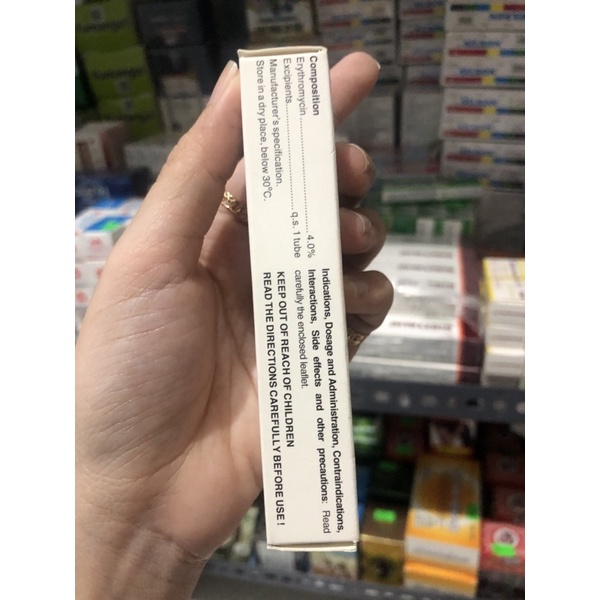 Composition
Erythromycin........................................ 4.0%
Excipients................................ q.s. 1 tube
Manufacturer's specification.
Store in a dry place, below 30°C.
Indications, Dosage and Administration, Contraindications,
Interactions, Side effects and other precautions: Read
carefully the enclosed leaflet.
KEEP OUT OF REACH OF CHILDREN
READ THE DIRECTIONS CAREFULLY BEFORE USE !